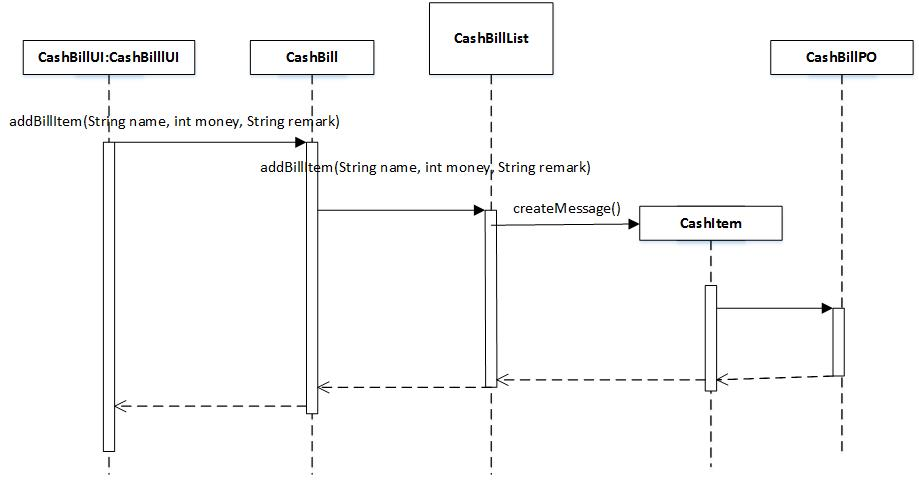 CashBillUI:CashBilllUI
CashBill
CashBillList
CashBillPO
addBillItem(String name, int money, String remark)
addBillItem(String name, int money, String remark)
createMessage()
CashItem